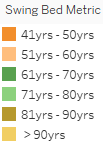 Swing Bed Metric
41yrs - 50yrs
51yrs - 60yrs
61yrs - 70yrs
71yrs - 80yrs
81yrs - 90yrs
> 90yrs